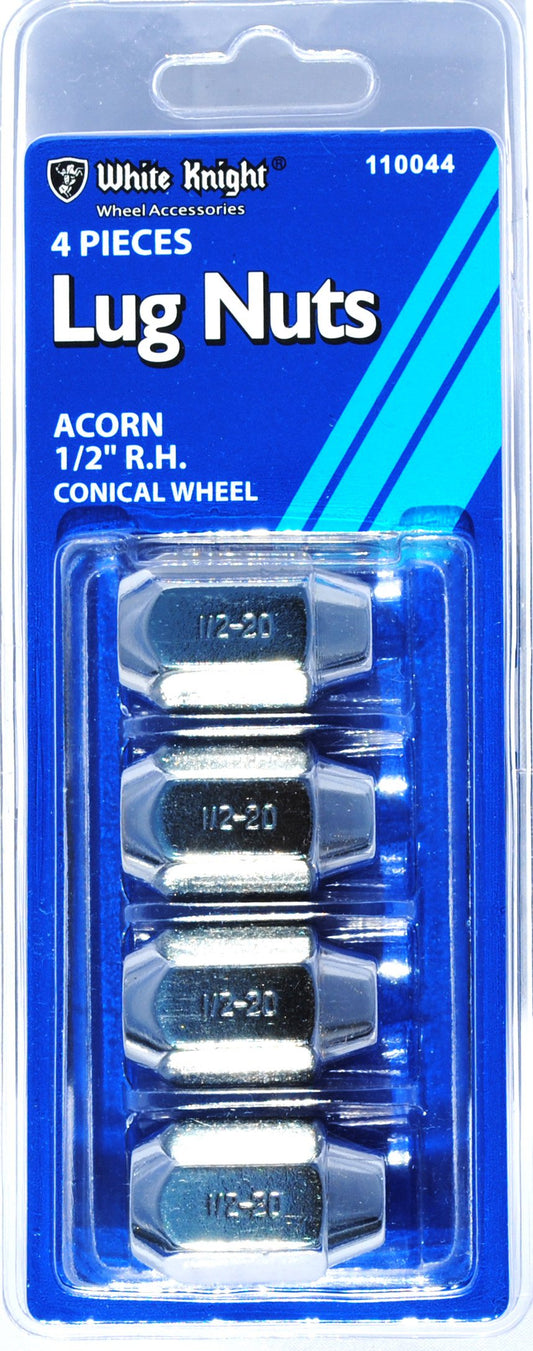 White Knight®
110044
Wheel Accessories
4 PIECES
Lug Nuts
ACORN
1/2" R.H.
CONICAL WHEEL
1/2-20
1/2-20
1/2-20
1/2-20